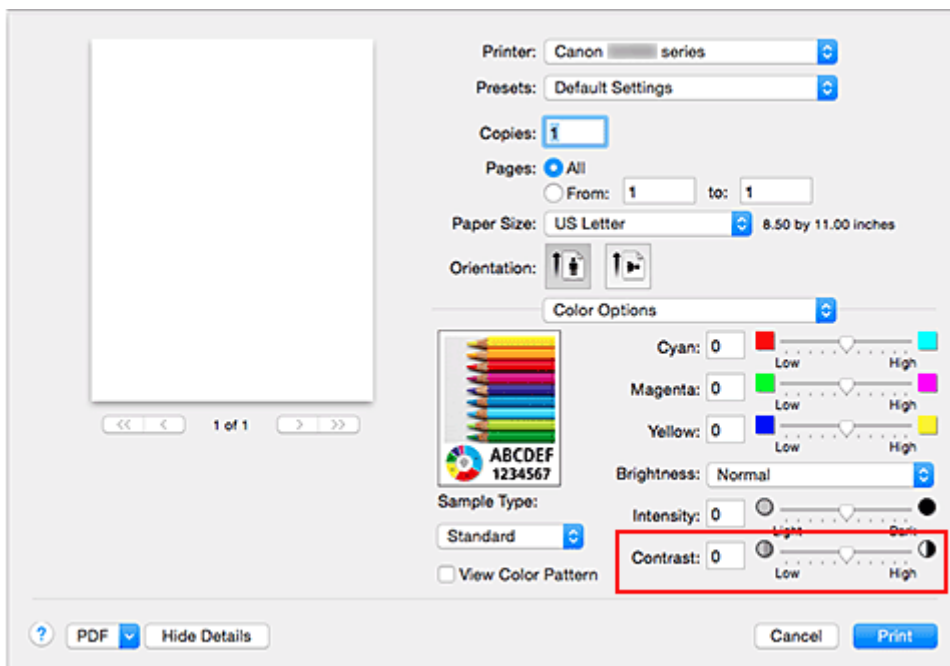 Printer: Canon series
Presets: Default Settings
Copies: 1
Pages: All
From: 1 to: 1
Paper Size: US Letter 8.50 by 11.00 inches
Orientation:
Color Options
Cyan: 0
Low High
Magenta: 0
Low High
Yellow: 0
Low High
Brightness: Normal
Intensity: 0
Light Dark
Contrast: 0
Low High
ABCDEF
1234567
Sample Type:
Standard
View Color Pattern
<< < 1 of 1 > >>
? PDF Hide Details Cancel Print